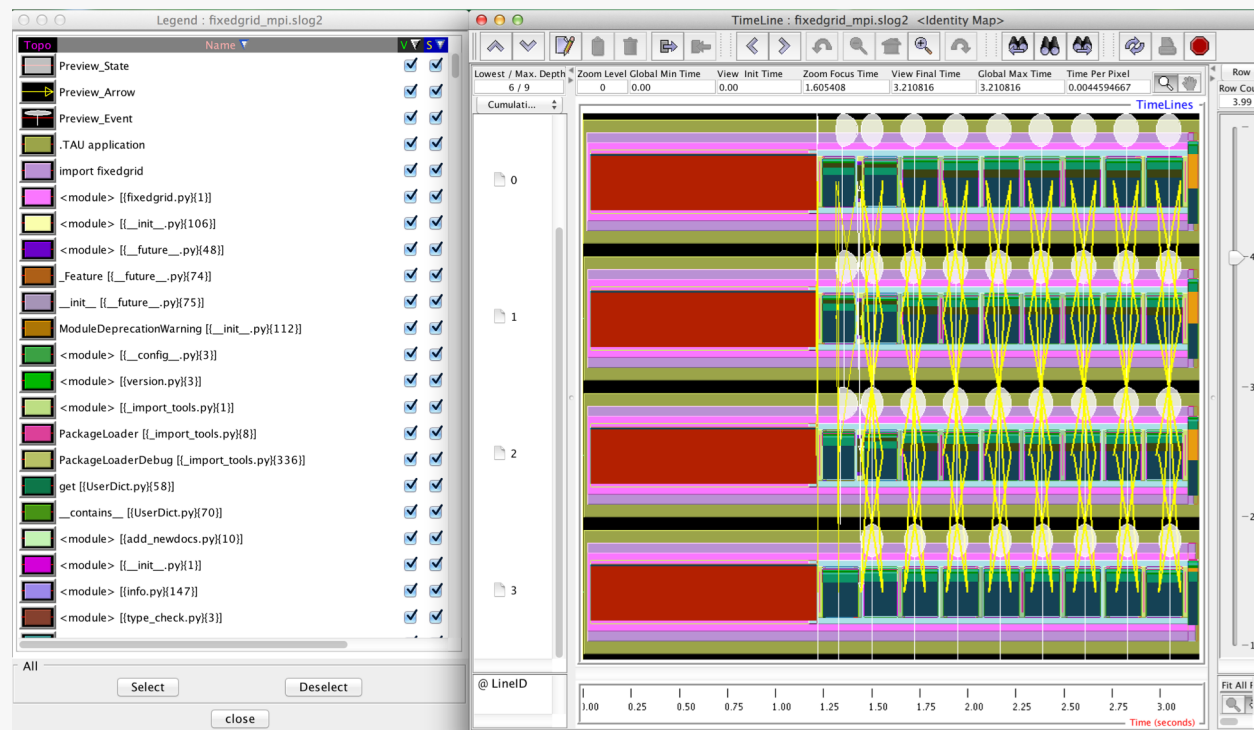 Legend : fixedgrid_mpi.slog2
Topo Name V S
Preview_State
Preview_Arrow
Preview_Event
.TAU application
import fixedgrid
<module> [{fixedgrid.py}{1}]
<module> [{__init__.py}{106}]
<module> [{__future__.py}{48}]
_Feature [{__future__.py}{74}]
__init__ [{__future__.py}{75}]
ModuleDeprecationWarning [{__init__.py}{112}]
<module> [{__config__.py}{3}]
<module> [{version.py}{3}]
<module> [{_import_tools.py}{1}]
PackageLoader [{_import_tools.py}{8}]
PackageLoaderDebug [{_import_tools.py}{336}]
get [{UserDict.py}{58}]
__contains__ [{UserDict.py}{70}]
<module> [{add_newdocs.py}{10}]
<module> [{__init__.py}{1}]
<module> [{info.py}{147}]
<module> [{type_check.py}{3}]
All
Select Deselect
close
TimeLine : fixedgrid_mpi.slog2 <Identity Map>
Lowest / Max. Depth Zoom Level Global Min Time View Init Time Zoom Focus Time View Final Time Global Max Time Time Per Pixel
6 / 9 0 0.00 0.00 1.605408 3.210816 3.210816 0.0044594667
Cumulati...
TimeLines
0
1
2
3
@ LineID
0.25 0.50 0.75 1.00 1.25 1.50 1.75 2.00 2.25 2.50 2.75 3.00
Time (seconds)
Row
Row Cou
3.99
4
3
2
1
Fit All